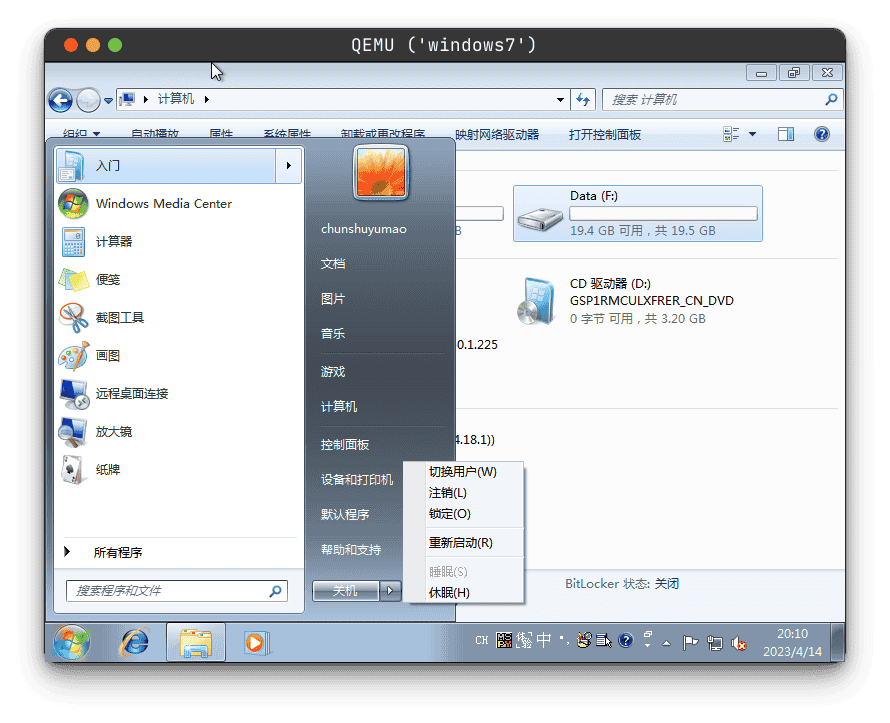 QEMU ('windows7')
计算机
搜索 计算机
组织
自动播放
属性
系统属性
卸载或更改程序
映射网络驱动器
打开控制面板
入门
Windows Media Center
计算器
便笺
截图工具
画图
远程桌面连接
放大镜
纸牌
所有程序
搜索程序和文件
chunshuyumao
文档
图片
音乐
游戏
计算机
控制面板
设备和打印机
默认程序
帮助和支持
关机
切换用户(W)
注销(L)
锁定(O)
重新启动(R)
睡眠(S)
休眠(H)
B
Data (F:)
19.4 GB 可用，共 19.5 GB
CD 驱动器 (D:)
GSP1RMCULXFRER_CN_DVD
0 字节 可用，共 3.20 GB
0.1.225
4.18.1))
BitLocker 状态: 关闭
CH
中
20:10
2023/4/14